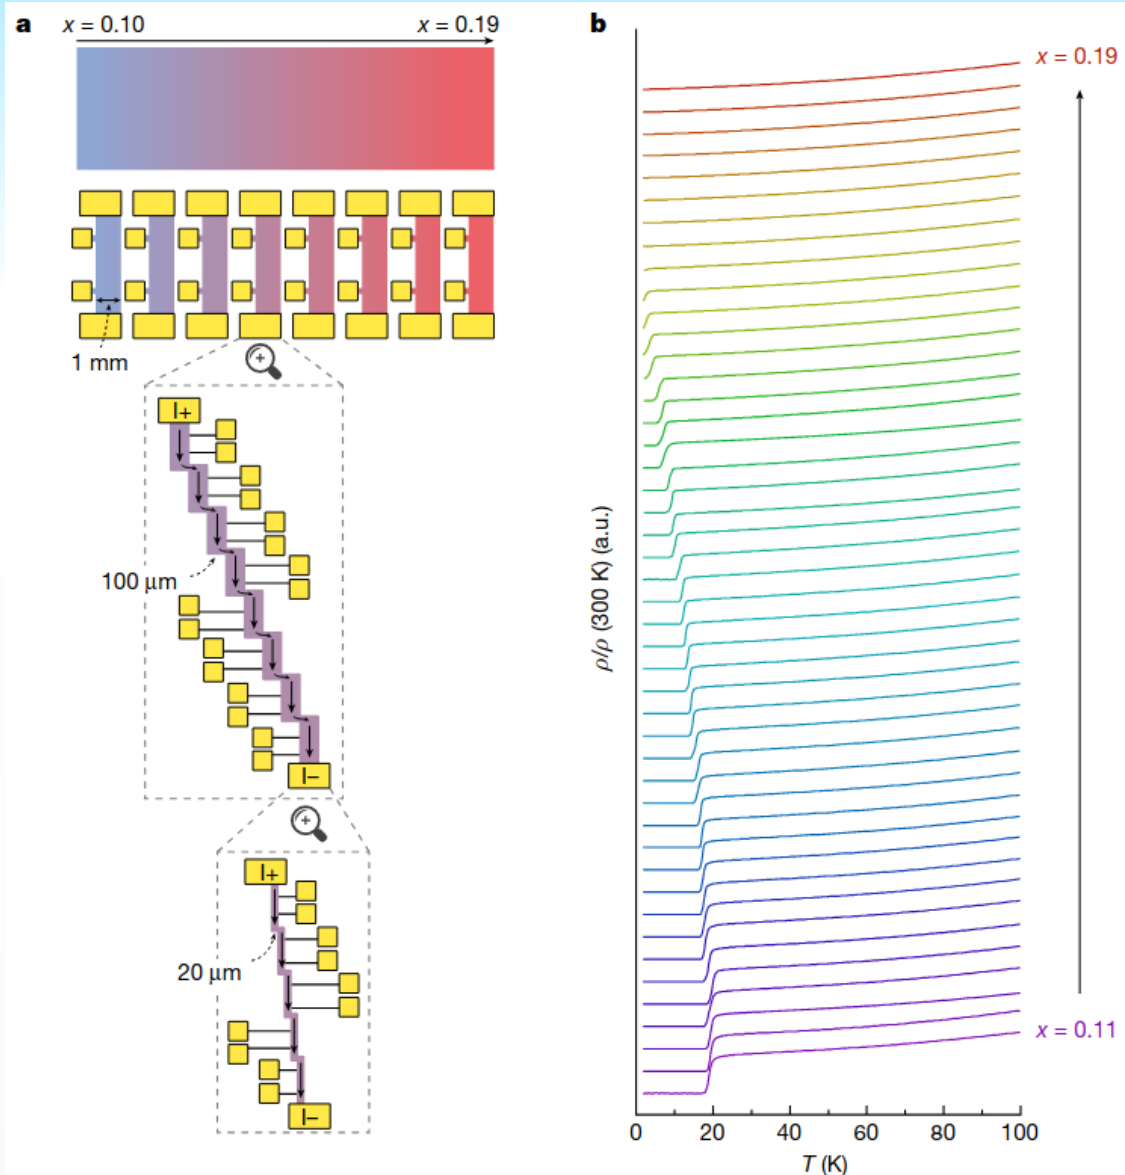 a
x = 0.10
x = 0.19
1 mm
I+
100 μm
I–
I+
20 μm
I–
b
x = 0.19
x = 0.11
ρ/ρ (300 K) (a.u.)
0 20 40 60 80 100
T (K)